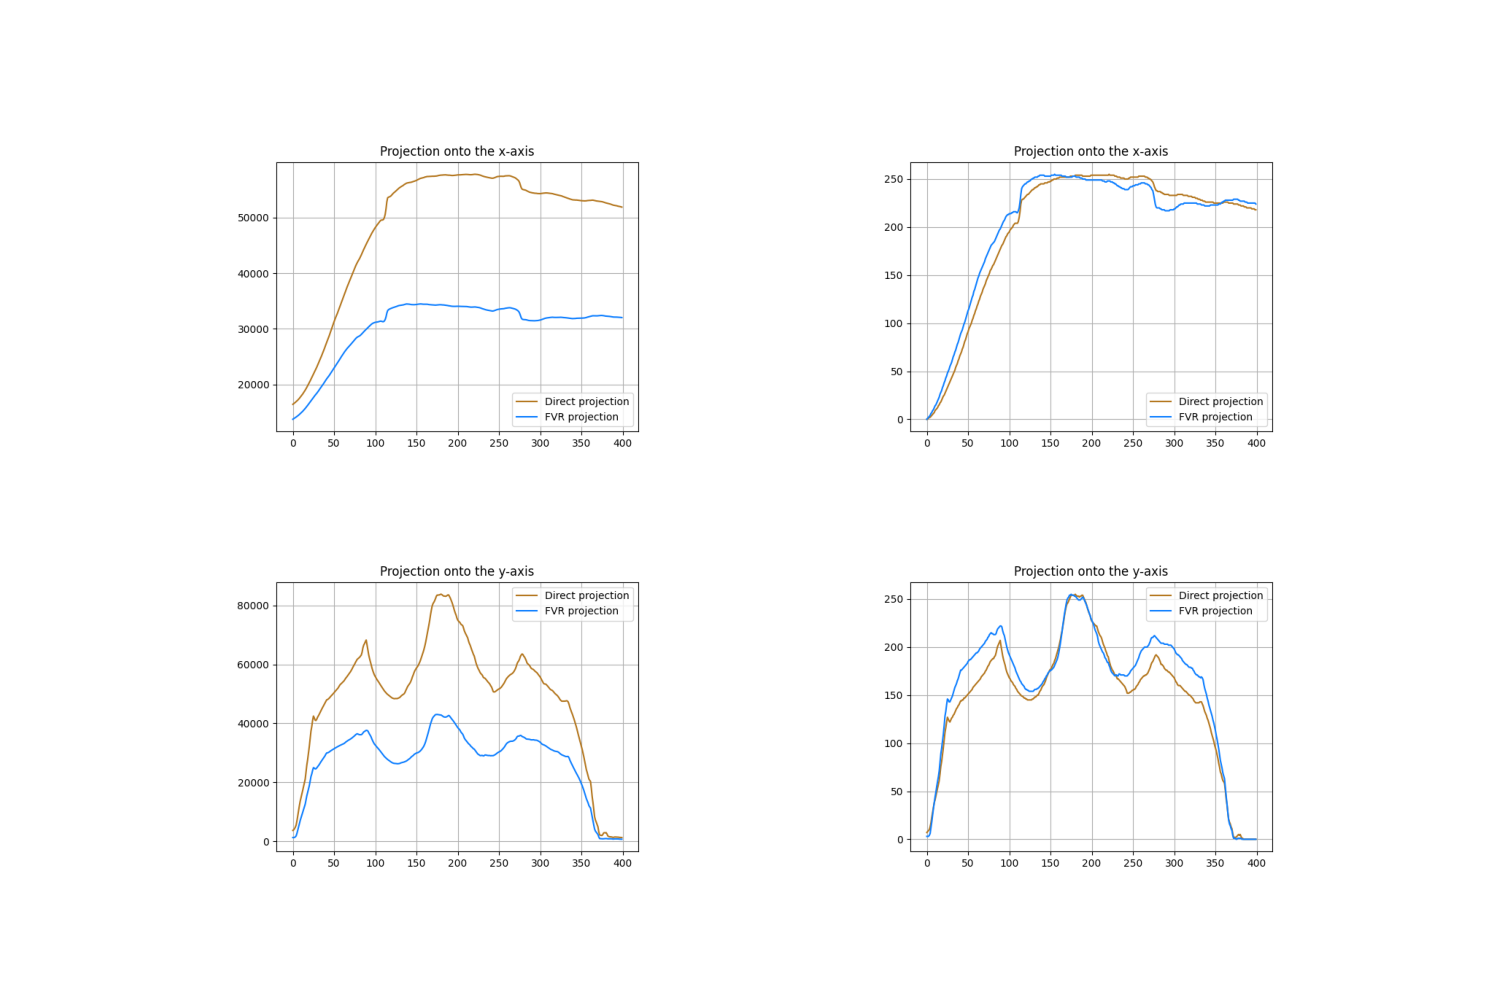 Projection onto the x-axis
50000
40000
30000
20000
Direct projection
FVR projection
0 50 100 150 200 250 300 350 400
Projection onto the x-axis
250
200
150
100
50
0
Direct projection
FVR projection
0 50 100 150 200 250 300 350 400
Projection onto the y-axis
80000
60000
40000
20000
0
Direct projection
FVR projection
0 50 100 150 200 250 300 350 400
Projection onto the y-axis
250
200
150
100
50
0
Direct projection
FVR projection
0 50 100 150 200 250 300 350 400